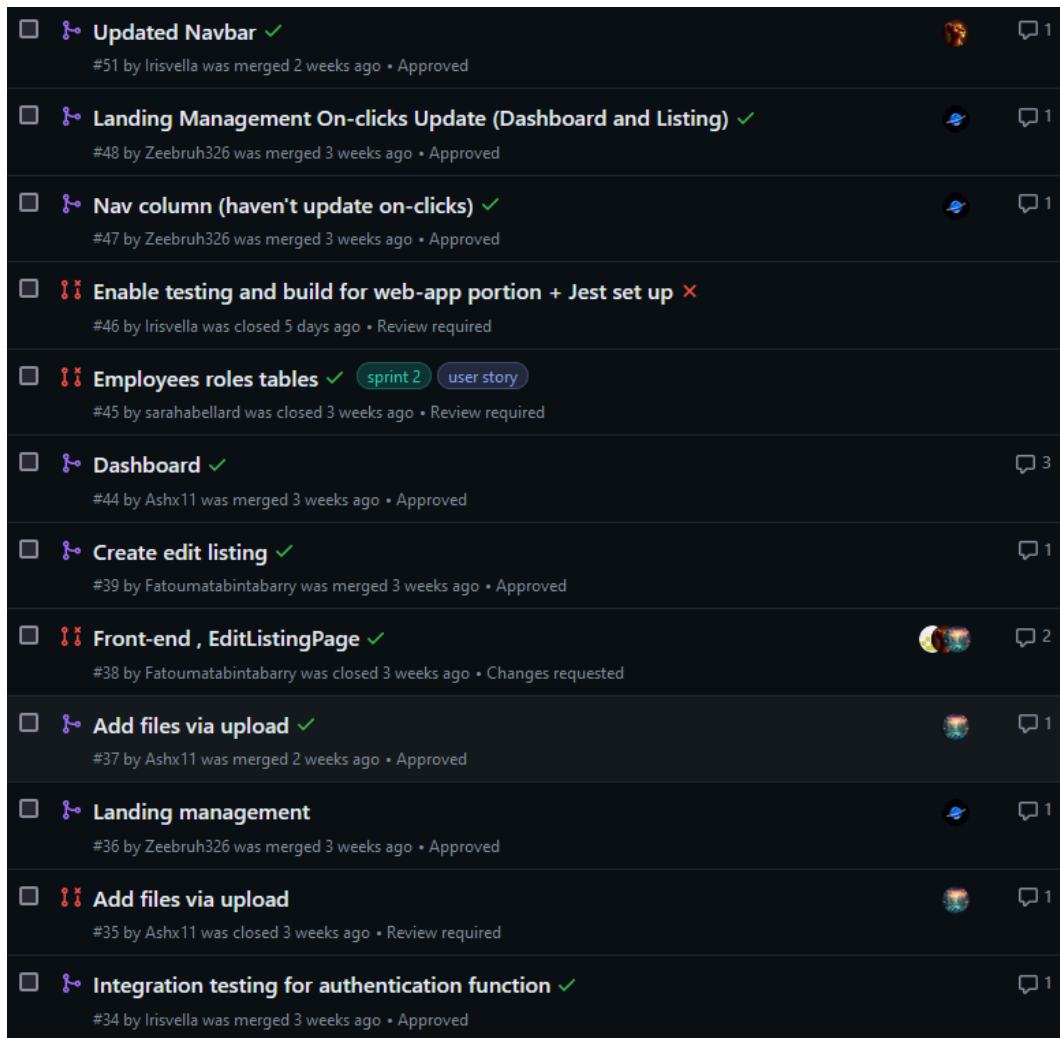 Updated Navbar
1
#51 by Irisvella was merged 2 weeks ago • Approved
Landing Management On-clicks Update (Dashboard and Listing)
1
#48 by Zeebruh326 was merged 3 weeks ago • Approved
Nav column (haven't update on-clicks)
1
#47 by Zeebruh326 was merged 3 weeks ago • Approved
Enable testing and build for web-app portion + Jest set up
#46 by Irisvella was closed 5 days ago • Review required
Employees roles tables sprint 2 user story
#45 by sarahabellard was closed 3 weeks ago • Review required
Dashboard
3
#44 by Ashx11 was merged 3 weeks ago • Approved
Create edit listing
1
#39 by Fatoumatabintabarry was merged 3 weeks ago • Approved
Front-end , EditListingPage
2
#38 by Fatoumatabintabarry was closed 3 weeks ago • Changes requested
Add files via upload
1
#37 by Ashx11 was merged 2 weeks ago • Approved
Landing management
1
#36 by Zeebruh326 was merged 3 weeks ago • Approved
Add files via upload
1
#35 by Ashx11 was closed 3 weeks ago • Review required
Integration testing for authentication function
1
#34 by Irisvella was merged 3 weeks ago • Approved